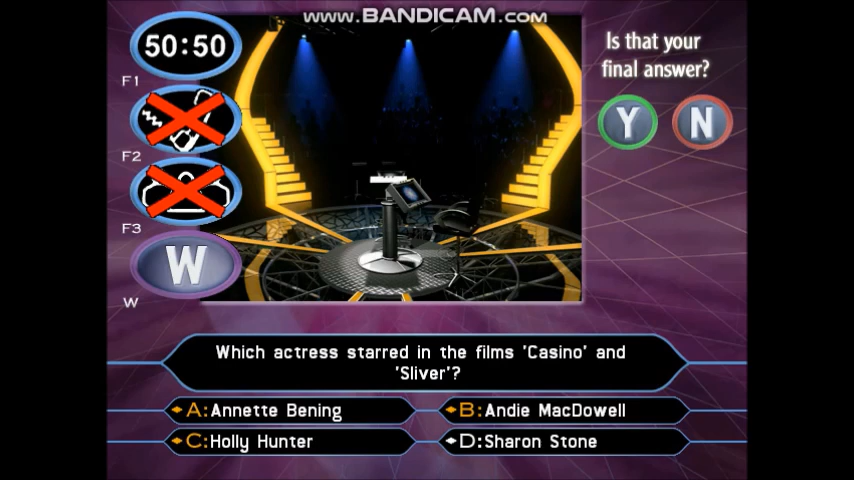 www.BANDICAM.com
50:50
F1
F2
F3
W
W
Is that your
final answer?
Y N
Which actress starred in the films 'Casino' and
'Sliver'?
A:Annette Bening
B:Andie MacDowell
C:Holly Hunter
D:Sharon Stone